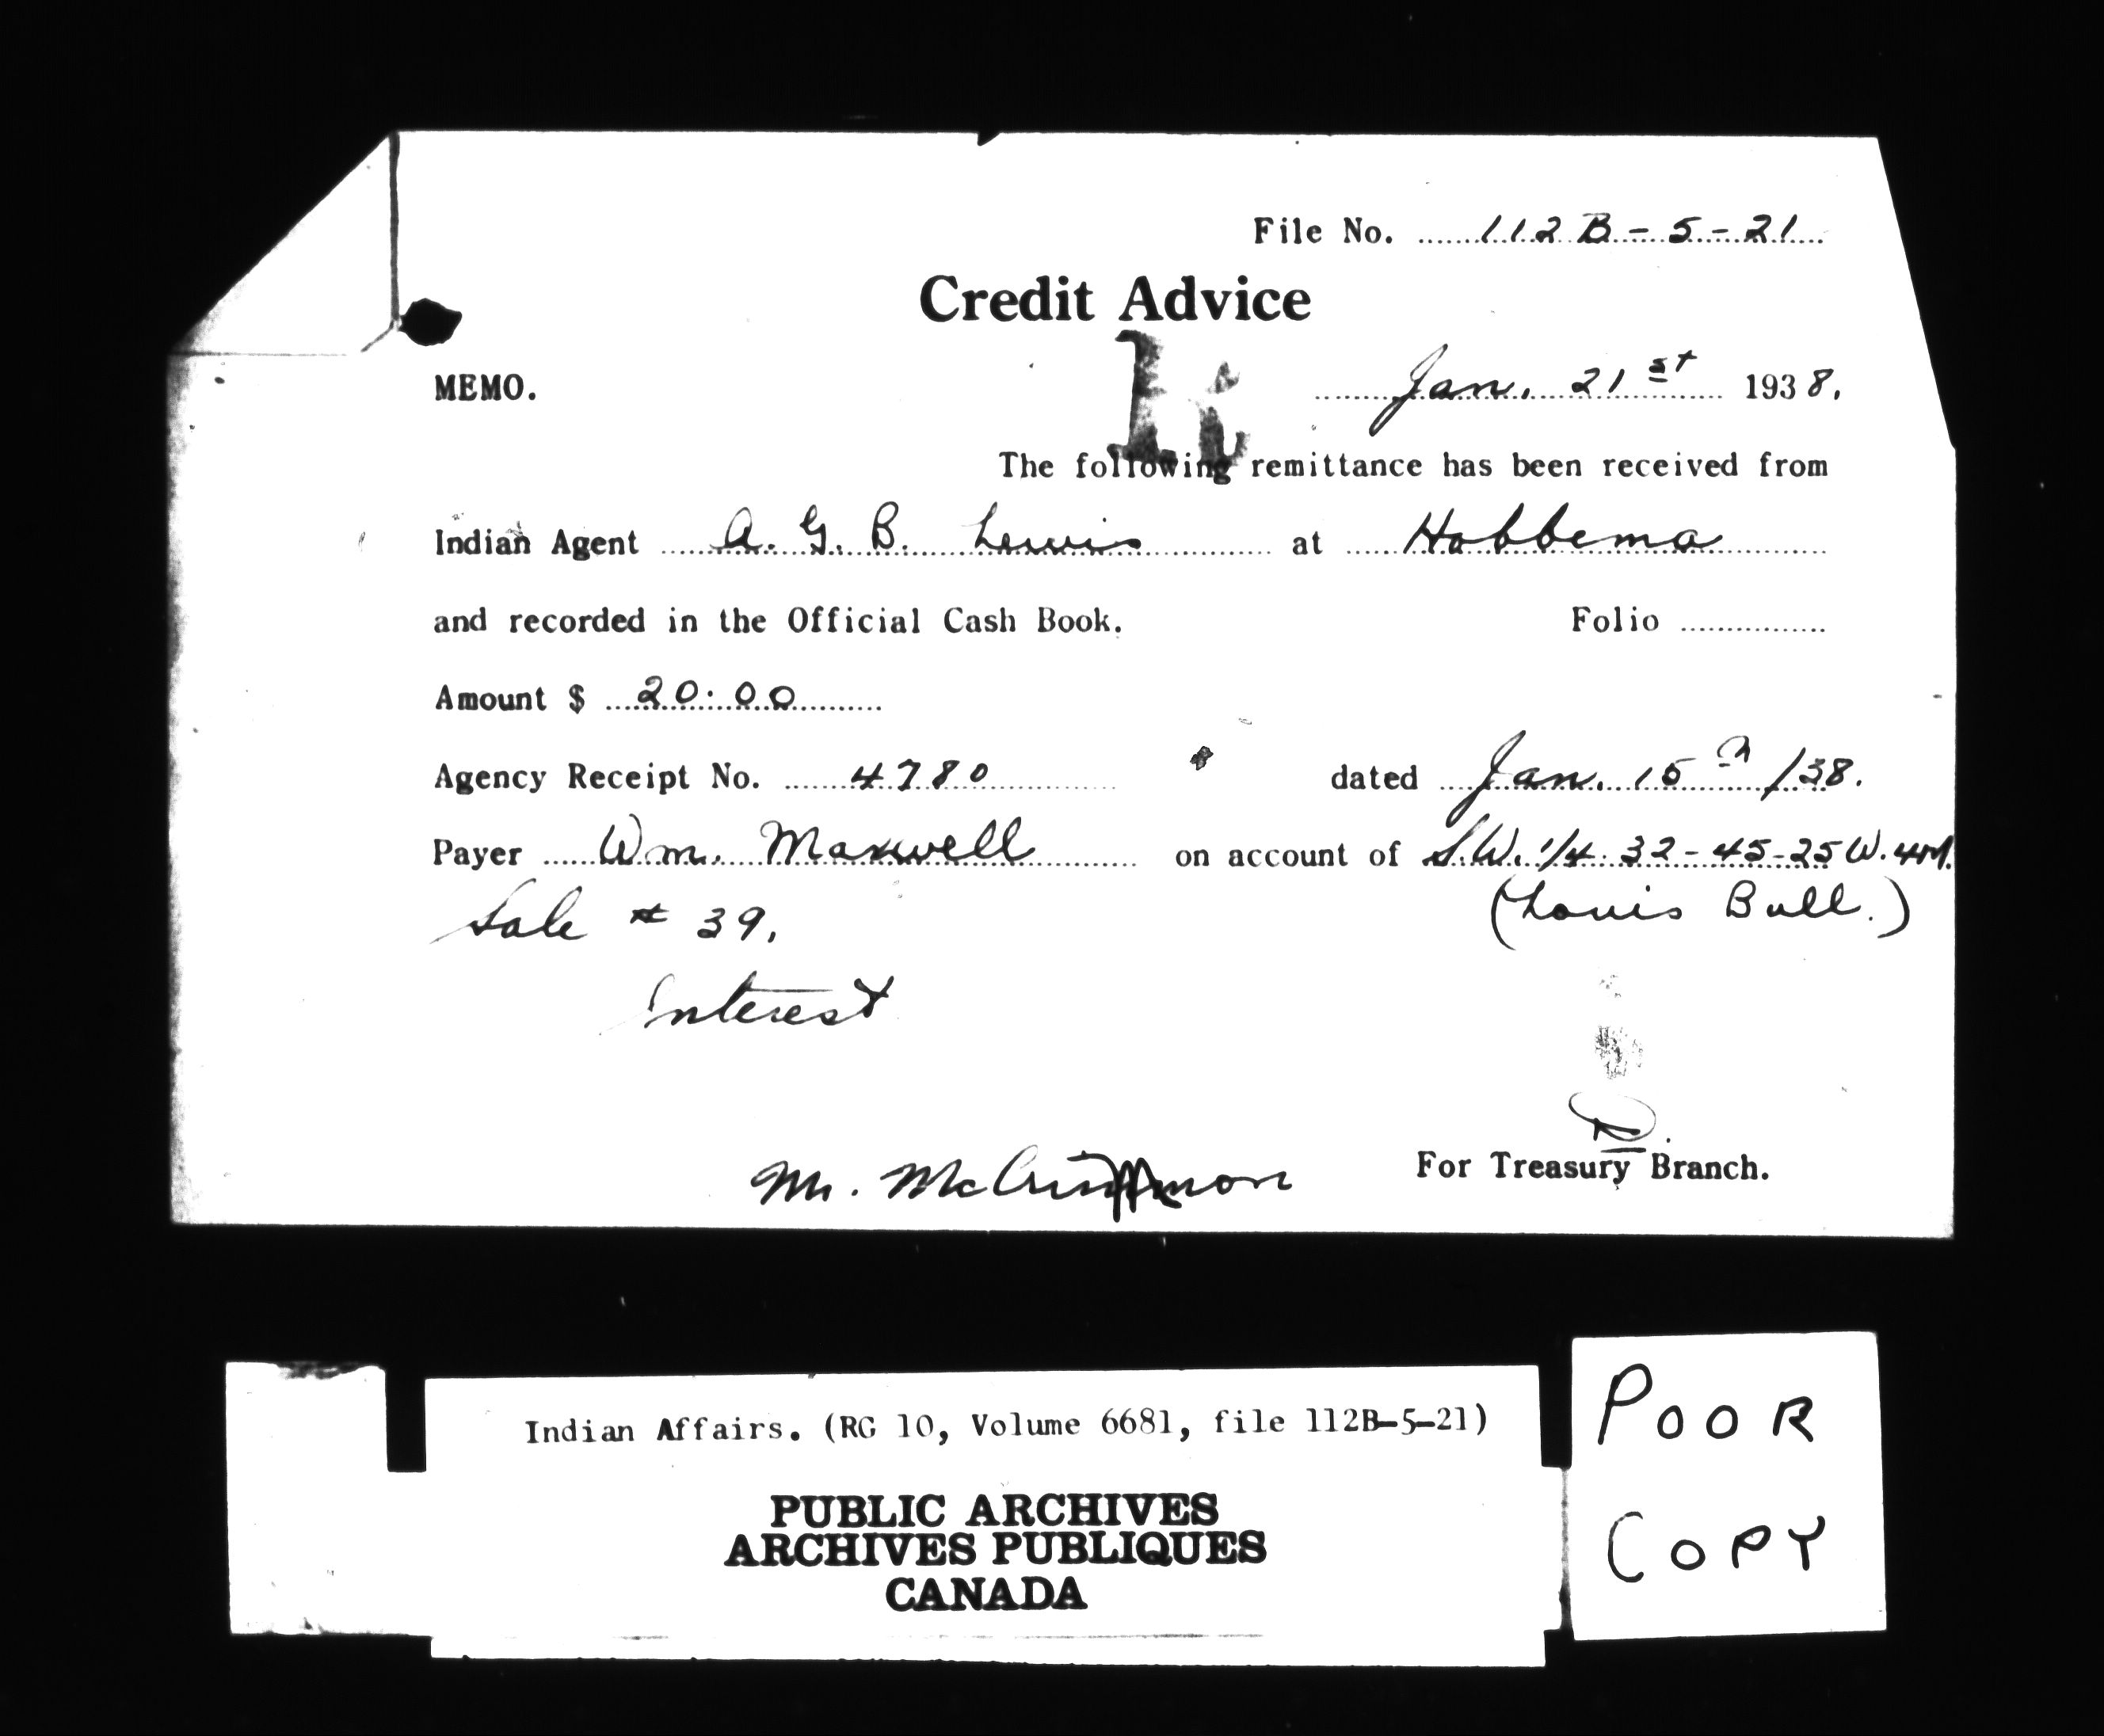 File No. 112 B - 5 - 21
Credit Advice
MEMO.
Jan. 21st 1938.
The following remittance has been received from
Indian Agent A. G. B. Lewis at Hobbema
and recorded in the Official Cash Book. Folio
Amount $ 20:00
Agency Receipt No. 4780 dated Jan. 15th /38.
Payer Wm. Maxwell on account of S.W. 1/4 32-45-25 W. 4M.
Sale # 39, (Louis Bull.)
Interest
For Treasury Branch.
M.
Indian Affairs. (RG 10, Volume 6681, file 112B-5-21)
PUBLIC ARCHIVES
ARCHIVES PUBLIQUES
CANADA
POOR
COPY